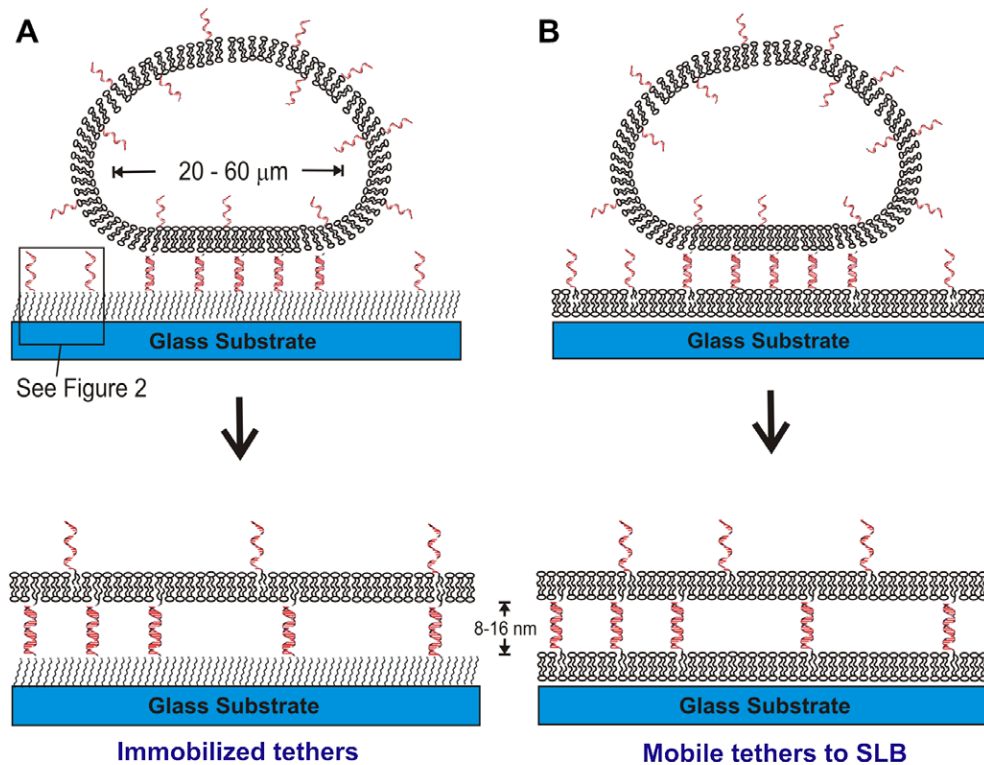 A
B
20 - 60 μm
Glass Substrate
Glass Substrate
See Figure 2
8-16 nm
Glass Substrate
Glass Substrate
Immobilized tethers
Mobile tethers to SLB